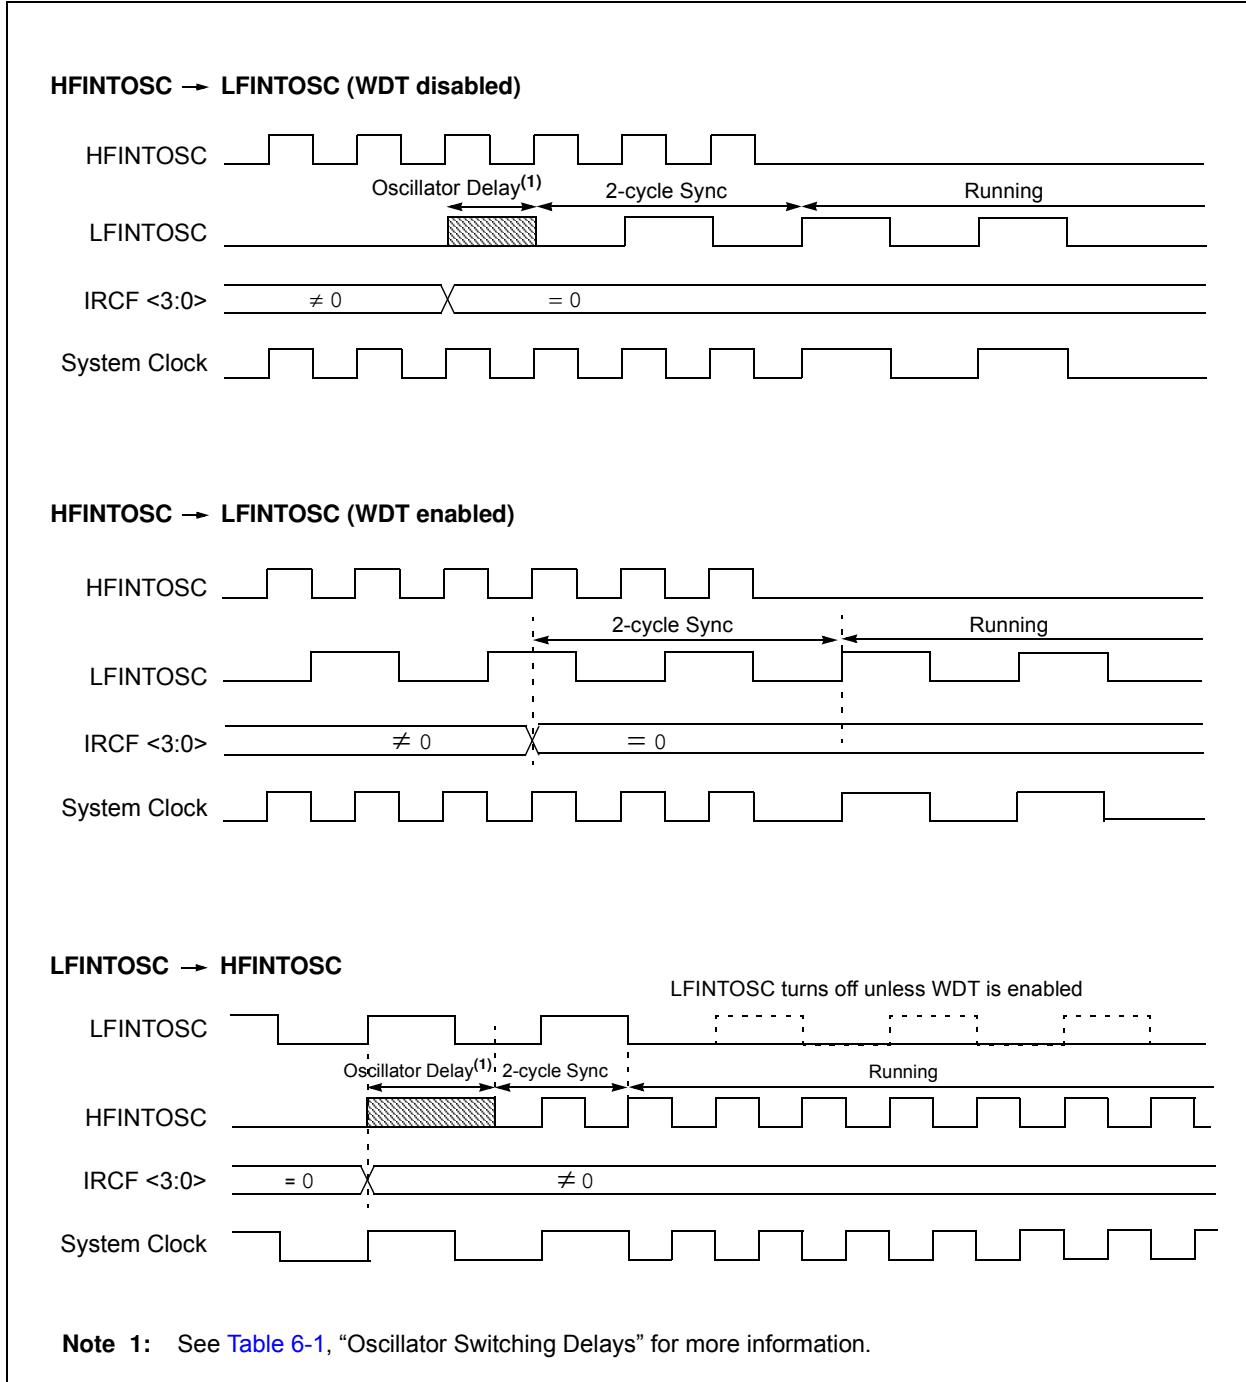 HFINTOSC → LFINTOSC (WDT disabled)
HFINTOSC
Oscillator Delay(1) 2-cycle Sync Running
LFINTOSC
IRCF <3:0> ≠ 0 = 0
System Clock
HFINTOSC → LFINTOSC (WDT enabled)
HFINTOSC
2-cycle Sync Running
LFINTOSC
IRCF <3:0> ≠ 0 = 0
System Clock
LFINTOSC → HFINTOSC
LFINTOSC turns off unless WDT is enabled
LFINTOSC
Oscillator Delay(1) 2-cycle Sync Running
HFINTOSC
IRCF <3:0> = 0 ≠ 0
System Clock
Note 1: See Table 6-1, “Oscillator Switching Delays” for more information.